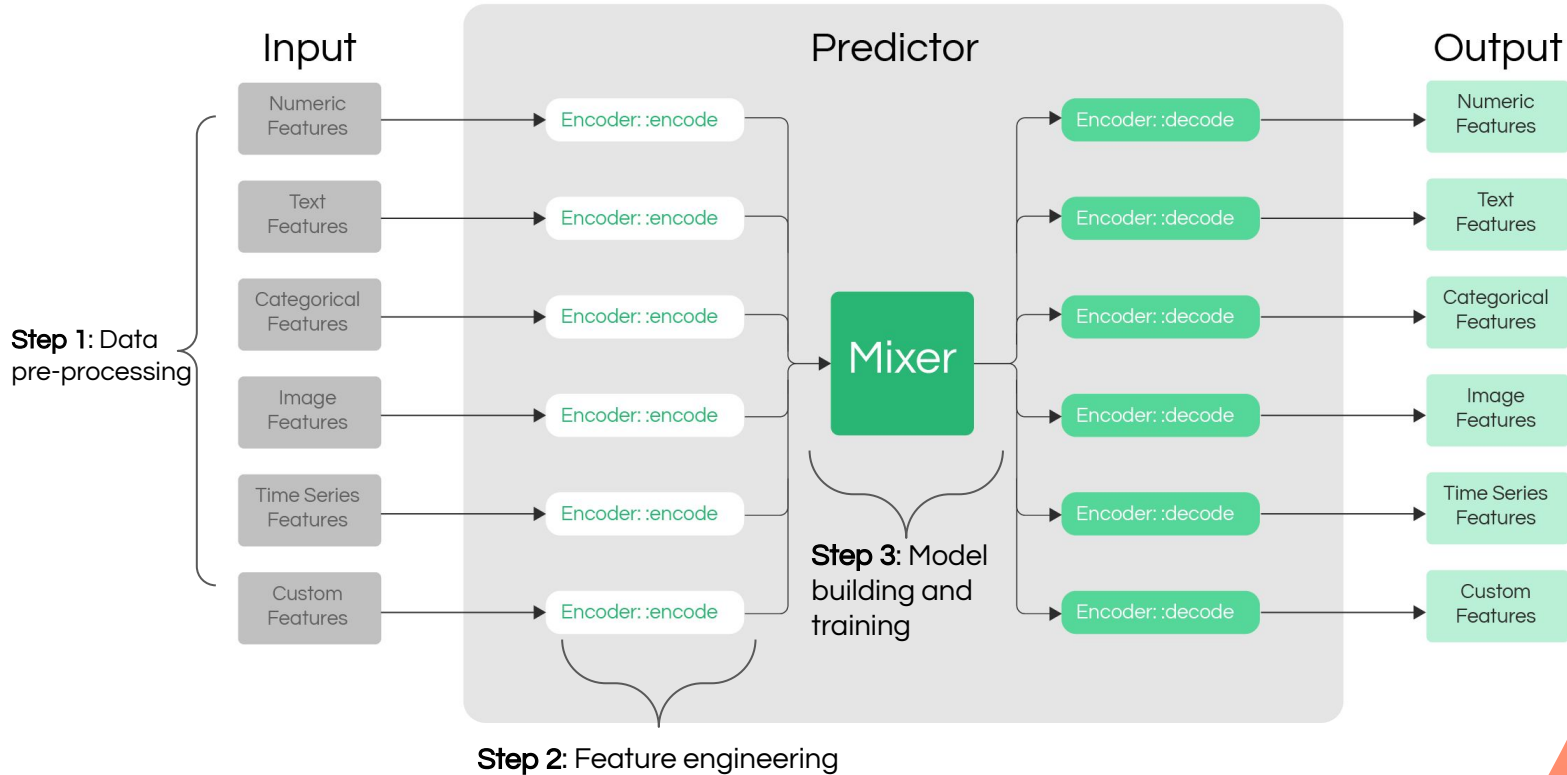 Input
Predictor
Output
Numeric
Features
Encoder: :encode
Encoder: :decode
Numeric
Features
Text
Features
Encoder: :encode
Encoder: :decode
Text
Features
Categorical
Features
Encoder: :encode
Encoder: :decode
Categorical
Features
Step 1: Data
pre-processing
Mixer
Image
Features
Encoder: :encode
Encoder: :decode
Image
Features
Time Series
Features
Encoder: :encode
Encoder: :decode
Time Series
Features
Step 3: Model
building and
training
Custom
Features
Encoder: :encode
Encoder: :decode
Custom
Features
Step 2: Feature engineering